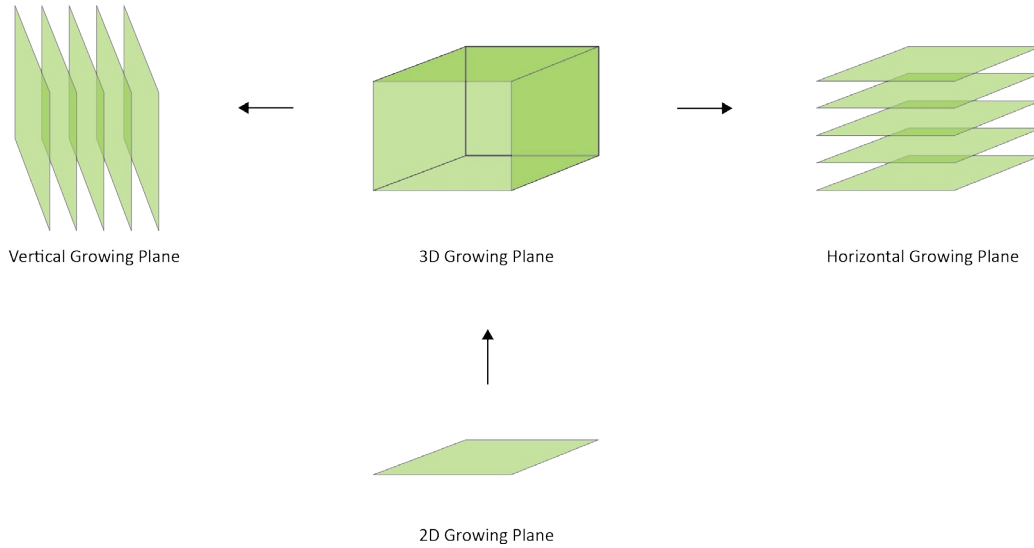 Vertical Growing Plane
3D Growing Plane
Horizontal Growing Plane
2D Growing Plane